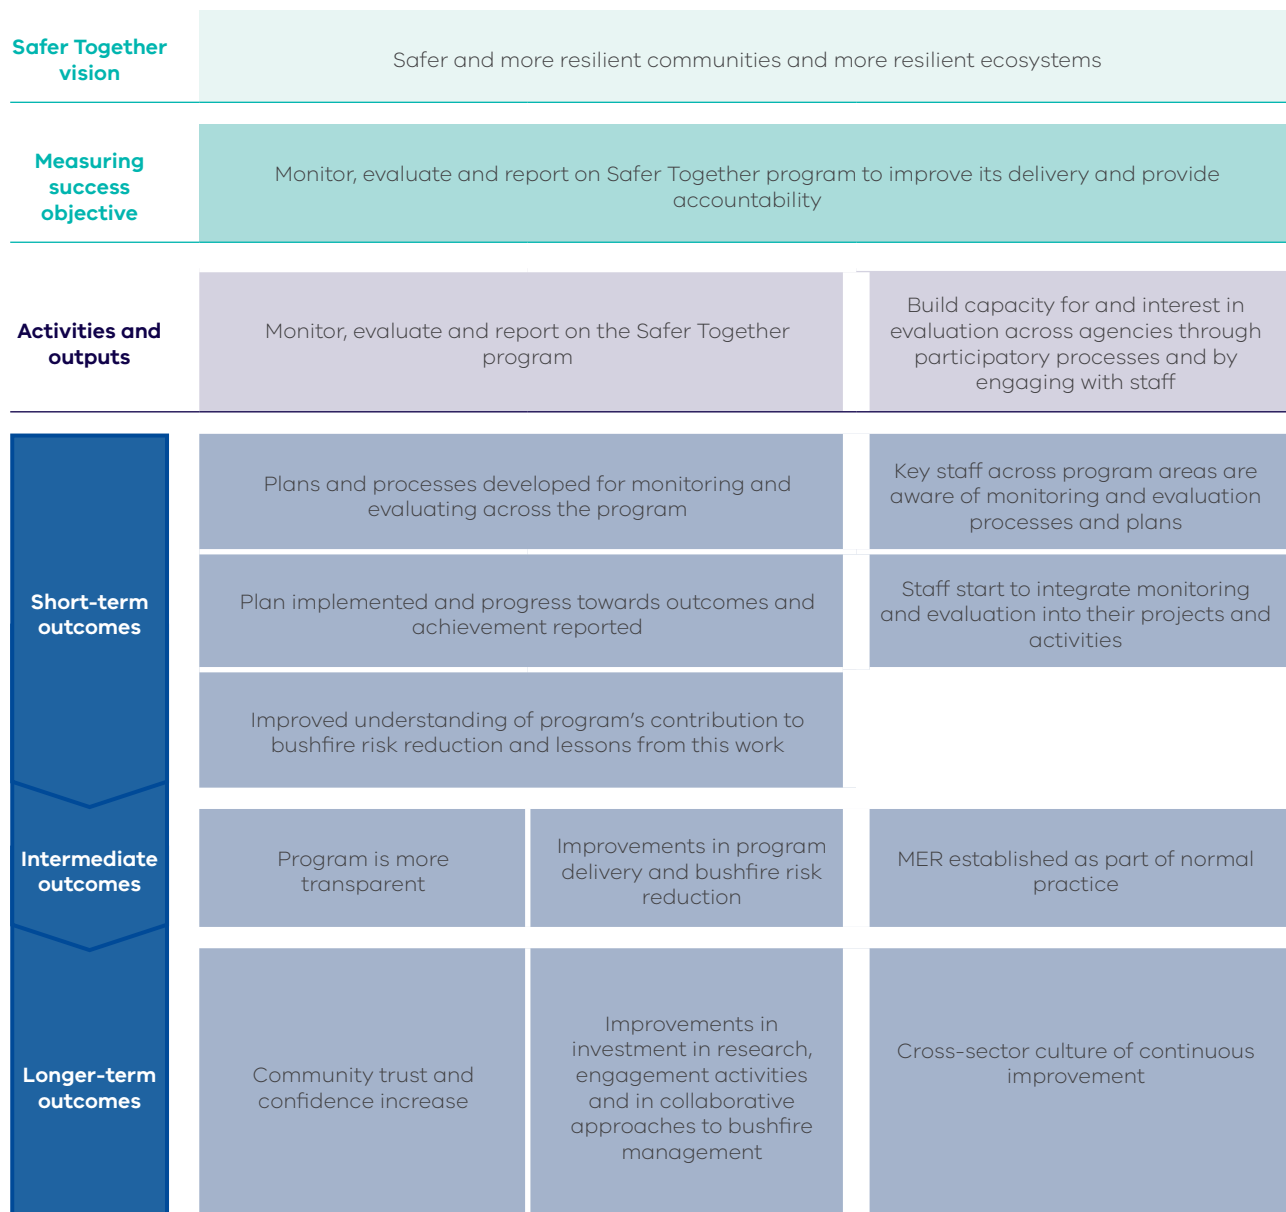 Safer Together
vision
Safer and more resilient communities and more resilient ecosystems
Measuring
success
objective
Monitor, evaluate and report on Safer Together program to improve its delivery and provide
accountability
Activities and
outputs
Monitor, evaluate and report on the Safer Together
program
Build capacity for and interest in
evaluation across agencies through
participatory processes and by
engaging with staff
Short-term
outcomes
Plans and processes developed for monitoring and
evaluating across the program
Key staff across program areas are
aware of monitoring and evaluation
processes and plans
Plan implemented and progress towards outcomes and
achievement reported
Staff start to integrate monitoring
and evaluation into their projects and
activities
Improved understanding of program's contribution to
bushfire risk reduction and lessons from this work
Intermediate
outcomes
Program is more
transparent
Improvements in program
delivery and bushfire risk
reduction
MER established as part of normal
practice
Longer-term
outcomes
Community trust and
confidence increase
Improvements in
investment in research,
engagement activities
and in collaborative
approaches to bushfire
management
Cross-sector culture of continuous
improvement